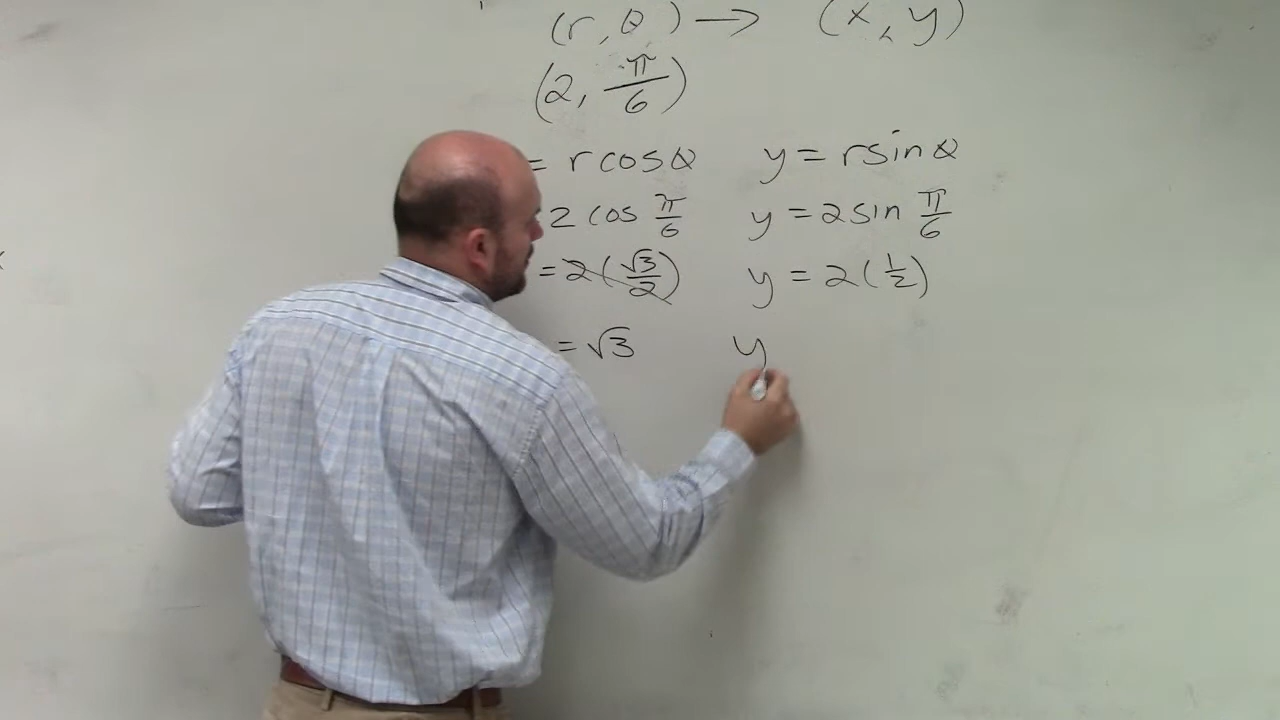 (r, θ) → (x, y)
(2, π/6)
= r cos θ y = r sin θ
2 cos π/6 y = 2 sin π/6
= 2(√3/2) y = 2(1/2)
= √3 y